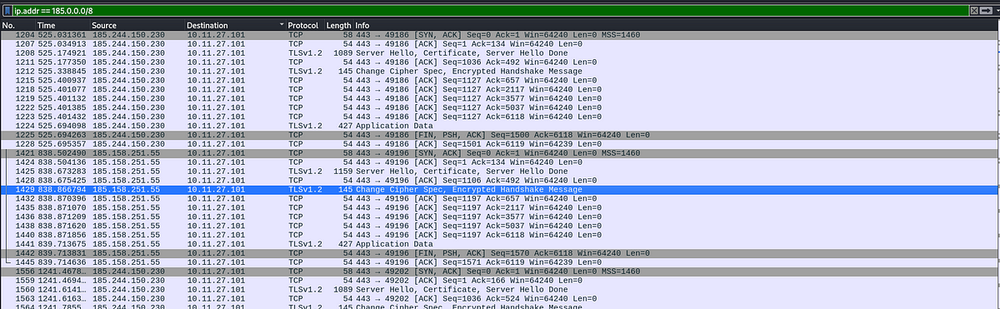 ip.addr == 185.0.0.0/8
No. Time Source Destination Protocol Length Info
1204 525.031361 185.244.150.230 10.11.27.101 TCP 58 443 → 49186 [SYN, ACK] Seq=0 Ack=1 Win=64240 Len=0 MSS=1460
1207 525.034913 185.244.150.230 10.11.27.101 TCP 54 443 → 49186 [ACK] Seq=1 Ack=134 Win=64240 Len=0
1208 525.174921 185.244.150.230 10.11.27.101 TLSv1.2 1089 Server Hello, Certificate, Server Hello Done
1211 525.177350 185.244.150.230 10.11.27.101 TCP 54 443 → 49186 [ACK] Seq=1036 Ack=492 Win=64240 Len=0
1212 525.338845 185.244.150.230 10.11.27.101 TLSv1.2 145 Change Cipher Spec, Encrypted Handshake Message
1215 525.400937 185.244.150.230 10.11.27.101 TCP 54 443 → 49186 [ACK] Seq=1127 Ack=657 Win=64240 Len=0
1218 525.401077 185.244.150.230 10.11.27.101 TCP 54 443 → 49186 [ACK] Seq=1127 Ack=2117 Win=64240 Len=0
1219 525.401132 185.244.150.230 10.11.27.101 TCP 54 443 → 49186 [ACK] Seq=1127 Ack=3577 Win=64240 Len=0
1222 525.401385 185.244.150.230 10.11.27.101 TCP 54 443 → 49186 [ACK] Seq=1127 Ack=5037 Win=64240 Len=0
1223 525.401432 185.244.150.230 10.11.27.101 TCP 54 443 → 49186 [ACK] Seq=1127 Ack=6118 Win=64240 Len=0
1224 525.694098 185.244.150.230 10.11.27.101 TLSv1.2 427 Application Data
1225 525.694263 185.244.150.230 10.11.27.101 TCP 54 443 → 49186 [FIN, PSH, ACK] Seq=1500 Ack=6118 Win=64240 Len=0
1228 525.695357 185.244.150.230 10.11.27.101 TCP 54 443 → 49186 [ACK] Seq=1501 Ack=6119 Win=64239 Len=0
1421 838.502490 185.158.251.55 10.11.27.101 TCP 58 443 → 49196 [SYN, ACK] Seq=0 Ack=1 Win=64240 Len=0 MSS=1460
1424 838.504136 185.158.251.55 10.11.27.101 TCP 54 443 → 49196 [ACK] Seq=1 Ack=134 Win=64240 Len=0
1425 838.673283 185.158.251.55 10.11.27.101 TLSv1.2 1159 Server Hello, Certificate, Server Hello Done
1428 838.675425 185.158.251.55 10.11.27.101 TCP 54 443 → 49196 [ACK] Seq=1106 Ack=492 Win=64240 Len=0
1429 838.866794 185.158.251.55 10.11.27.101 TLSv1.2 145 Change Cipher Spec, Encrypted Handshake Message
1432 838.870396 185.158.251.55 10.11.27.101 TCP 54 443 → 49196 [ACK] Seq=1197 Ack=657 Win=64240 Len=0
1435 838.871070 185.158.251.55 10.11.27.101 TCP 54 443 → 49196 [ACK] Seq=1197 Ack=2117 Win=64240 Len=0
1436 838.871209 185.158.251.55 10.11.27.101 TCP 54 443 → 49196 [ACK] Seq=1197 Ack=3577 Win=64240 Len=0
1438 838.871620 185.158.251.55 10.11.27.101 TCP 54 443 → 49196 [ACK] Seq=1197 Ack=5037 Win=64240 Len=0
1440 838.871856 185.158.251.55 10.11.27.101 TCP 54 443 → 49196 [ACK] Seq=1197 Ack=6118 Win=64240 Len=0
1441 839.713675 185.158.251.55 10.11.27.101 TLSv1.2 427 Application Data
1442 839.713831 185.158.251.55 10.11.27.101 TCP 54 443 → 49196 [FIN, PSH, ACK] Seq=1570 Ack=6118 Win=64240 Len=0
1445 839.714636 185.158.251.55 10.11.27.101 TCP 54 443 → 49196 [ACK] Seq=1571 Ack=6119 Win=64239 Len=0
1556 1241.4678… 185.244.150.230 10.11.27.101 TCP 58 443 → 49202 [SYN, ACK] Seq=0 Ack=1 Win=64240 Len=0 MSS=1460
1559 1241.4694… 185.244.150.230 10.11.27.101 TCP 54 443 → 49202 [ACK] Seq=1 Ack=166 Win=64240 Len=0
1560 1241.6141… 185.244.150.230 10.11.27.101 TLSv1.2 1089 Server Hello, Certificate, Server Hello Done
1563 1241.6163… 185.244.150.230 10.11.27.101 TCP 54 443 → 49202 [ACK] Seq=1036 Ack=524 Win=64240 Len=0
1564 1241.7855… 185.244.150.230 10.11.27.101 TLSv1.2 145 Change Cipher Spec, Encrypted Handshake Message